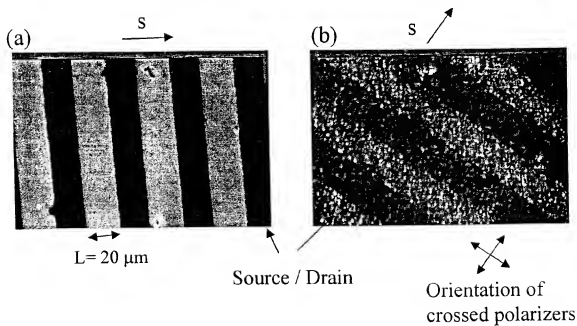 (a)
S
(b)
S
L= 20 μm
Source / Drain
Orientation of
crossed polarizers